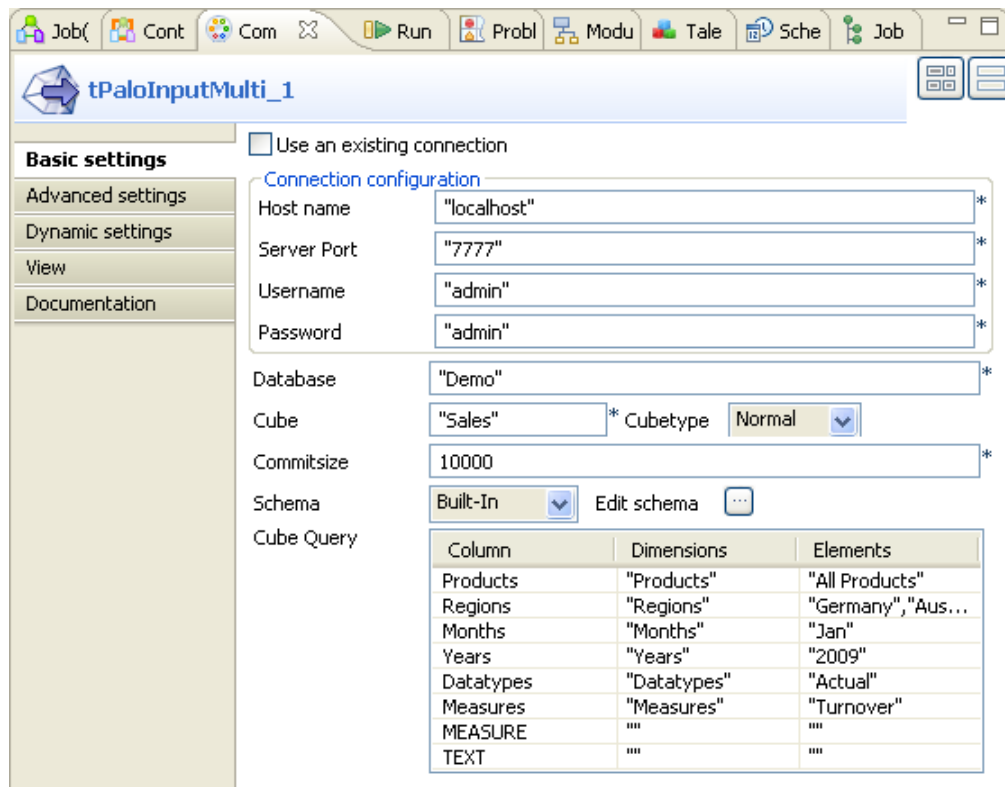 Job( Cont Com Run Probl Modu Tale Sche Job
tPaloInputMulti_1
Basic settings
Advanced settings
Dynamic settings
View
Documentation
Use an existing connection
Connection configuration
Host name "localhost" *
Server Port "7777" *
Username "admin" *
Password "admin" *
Database "Demo" *
Cube "Sales" * Cubetype Normal
Commitsize 10000 *
Schema Built-In Edit schema ...
Cube Query
Column Dimensions Elements
Products "Products" "All Products"
Regions "Regions" "Germany","Aus...
Months "Months" "Jan"
Years "Years" "2009"
Datatypes "Datatypes" "Actual"
Measures "Measures" "Turnover"
MEASURE "" ""
TEXT "" ""